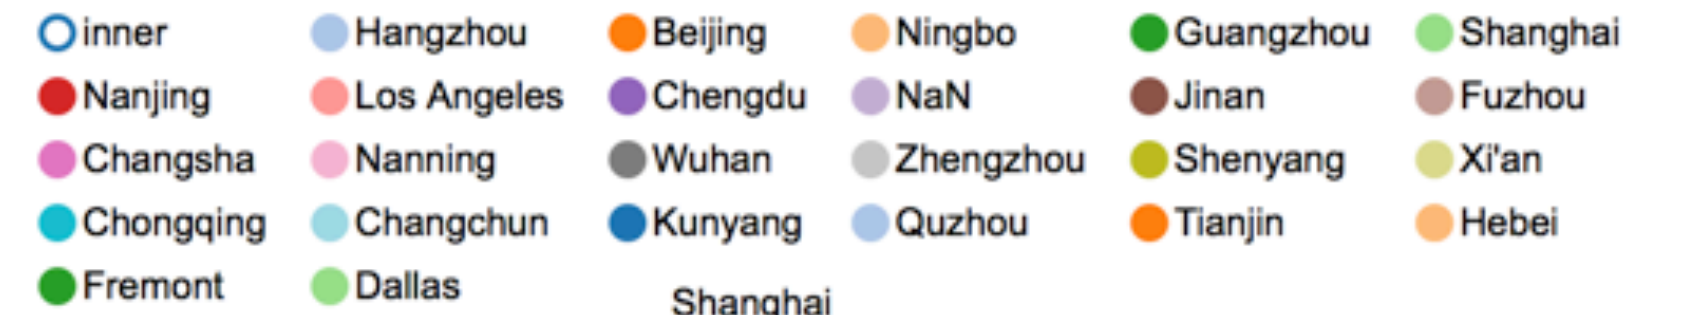 inner Hangzhou Beijing Ningbo Guangzhou Shanghai
Nanjing Los Angeles Chengdu NaN Jinan Fuzhou
Changsha Nanning Wuhan Zhengzhou Shenyang Xi'an
Chongqing Changchun Kunyang Quzhou Tianjin Hebei
Fremont Dallas
Shanghai